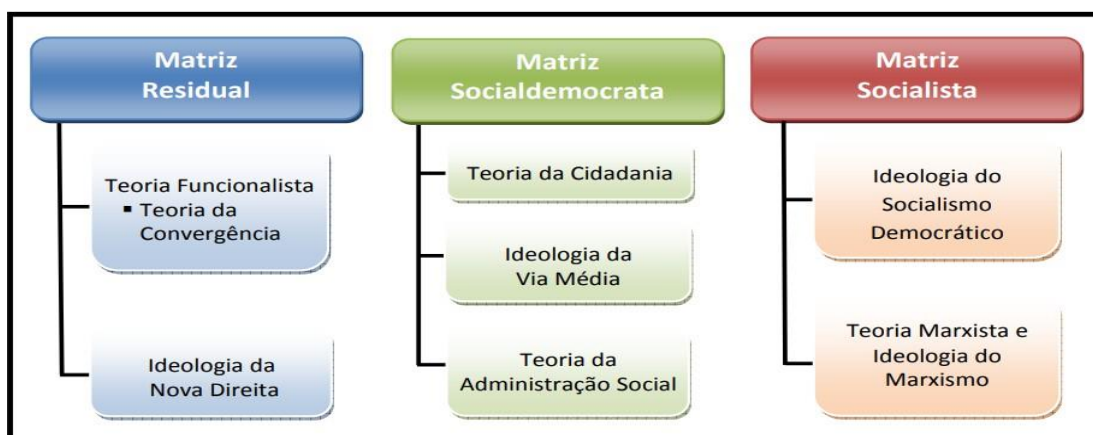 Matriz
Residual
Teoria Funcionalista
▪ Teoria da
Convergência
Ideologia da
Nova Direita
Matriz
Socialdemocrata
Teoria da Cidadania
Ideologia da
Via Média
Teoria da
Administração Social
Matriz
Socialista
Ideologia do
Socialismo
Democrático
Teoria Marxista e
Ideologia do
Marxismo